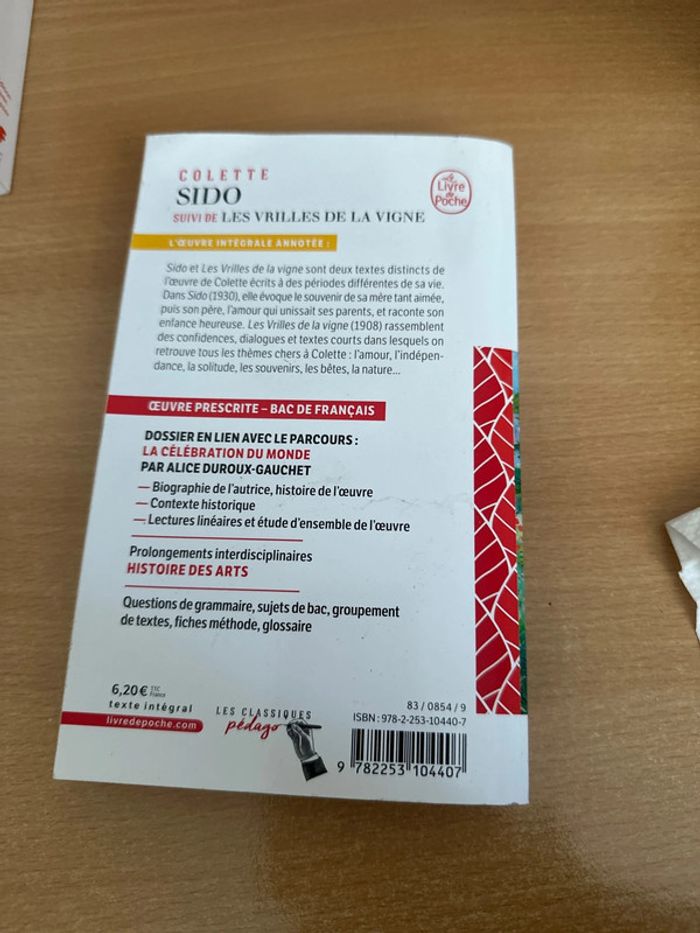 COLETTE
SIDO
SUIVI DE LES VRILLES DE LA VIGNE
Le
Livre
de
Poche
L'ŒUVRE INTÉGRALE ANNOTÉE :
Sido et Les Vrilles de la vigne sont deux textes distincts de
l'œuvre de Colette écrits à des périodes différentes de sa vie.
Dans Sido (1930), elle évoque le souvenir de sa mère tant aimée,
puis son père, l'amour qui unissait ses parents, et raconte son
enfance heureuse. Les Vrilles de la vigne (1908) rassemblent
des confidences, dialogues et textes courts dans lesquels on
retrouve tous les thèmes chers à Colette : l'amour, l'indépen-
dance, la solitude, les souvenirs, les bêtes, la nature...
ŒUVRE PRESCRITE – BAC DE FRANÇAIS
DOSSIER EN LIEN AVEC LE PARCOURS :
LA CÉLÉBRATION DU MONDE
PAR ALICE DUROUX-GAUCHET
— Biographie de l'autrice, histoire de l'œuvre
— Contexte historique
— Lectures linéaires et étude d'ensemble de l'œuvre
Prolongements interdisciplinaires
HISTOIRE DES ARTS
Questions de grammaire, sujets de bac, groupement
de textes, fiches méthode, glossaire
6,20 € TTC France
texte intégral
livredepoche.com
LES CLASSIQUES
pédago
83 / 0854 / 9
ISBN : 978-2-253-10440-7
9 782253 104407